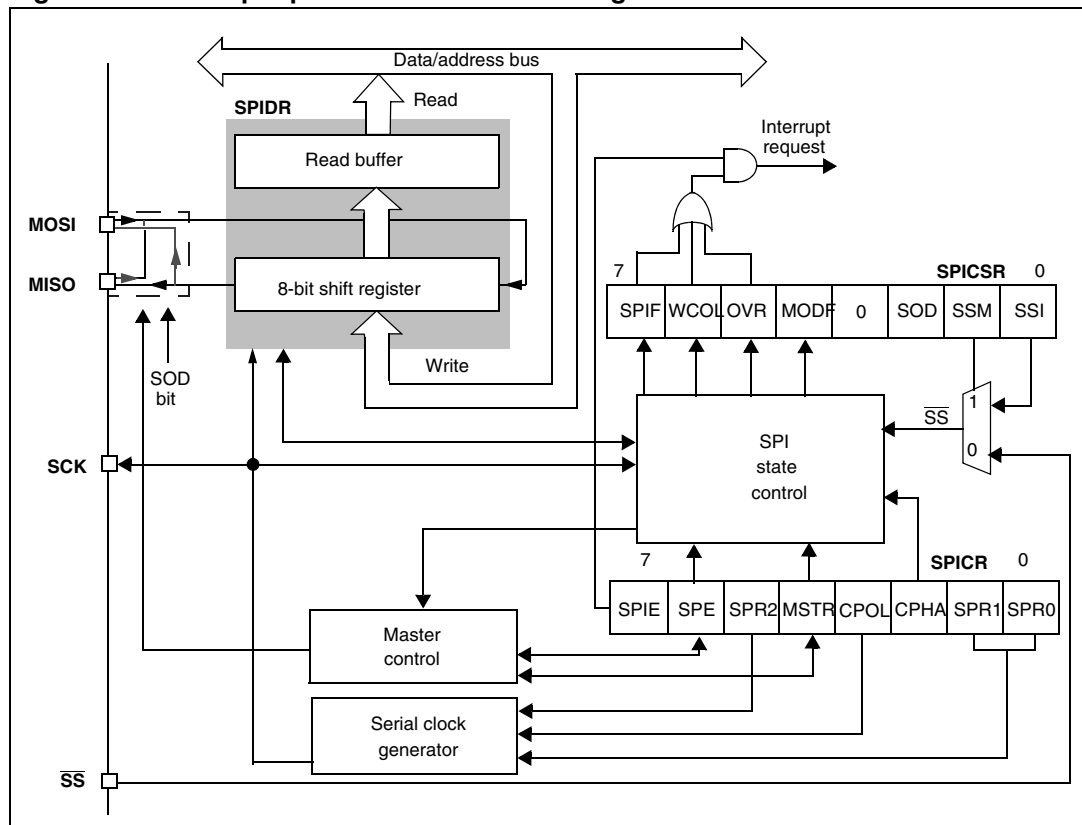 Data/address bus
Read
SPIDR
Interrupt
request
Read buffer
MOSI
7
SPICSR
0
MISO
8-bit shift register
SPIF
WCOL
OVR
MODF
0
SOD
SSM
SSI
Write
SOD
bit
1
SS
SPI
state
control
0
SCK
7
SPICR
0
SPIE
SPE
SPR2
MSTR
CPOL
CPHA
SPR1
SPR0
Master
control
Serial clock
generator
SS